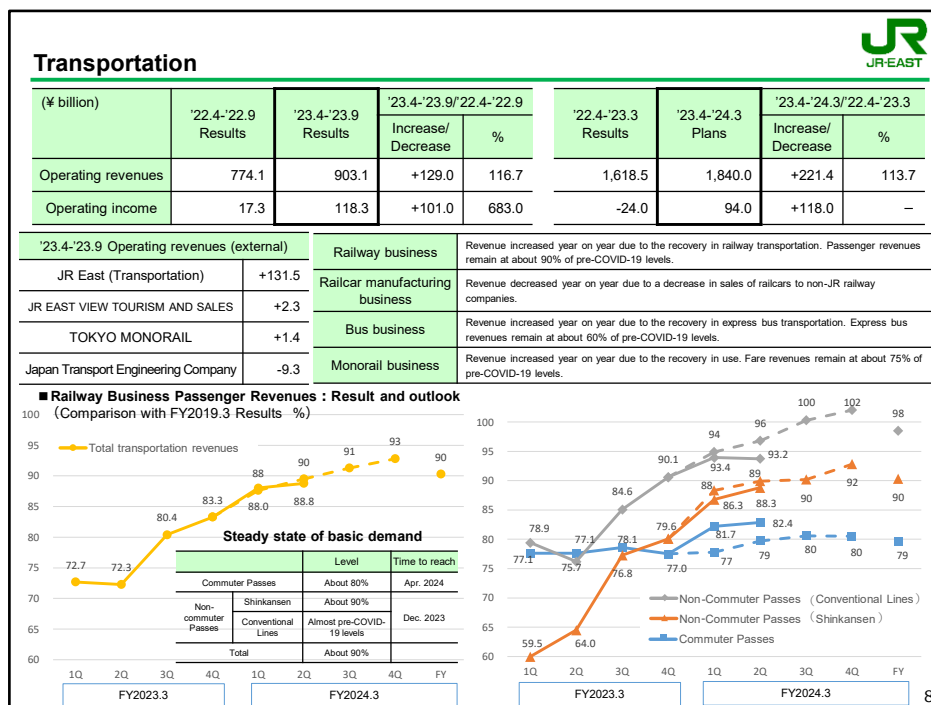 JR
JR-EAST
Transportation
(¥ billion)
'22.4-'22.9 Results
'23.4-'23.9 Results
'23.4-'23.9/'22.4-'22.9
Increase/Decrease
%
Operating revenues 774.1 903.1 +129.0 116.7
Operating income 17.3 118.3 +101.0 683.0
'22.4-'23.3 Results
'23.4-'24.3 Plans
'23.4-'24.3/'22.4-'23.3
Increase/Decrease
%
1,618.5 1,840.0 +221.4 113.7
-24.0 94.0 +118.0 –
'23.4-'23.9 Operating revenues (external)
JR East (Transportation) +131.5
JR EAST VIEW TOURISM AND SALES +2.3
TOKYO MONORAIL +1.4
Japan Transport Engineering Company -9.3
Railway business
Revenue increased year on year due to the recovery in railway transportation. Passenger revenues
remain at about 90% of pre-COVID-19 levels.
Railcar manufacturing
business
Revenue decreased year on year due to a decrease in sales of railcars to non-JR railway
companies.
Bus business
Revenue increased year on year due to the recovery in express bus transportation. Express bus
revenues remain at about 60% of pre-COVID-19 levels.
Monorail business
Revenue increased year on year due to the recovery in use. Fare revenues remain at about 75% of
pre-COVID-19 levels.
■Railway Business Passenger Revenues : Result and outlook
（Comparison with FY2019.3 Results %）
100
95
90
85
80
75
70
65
60
Total transportation revenues
72.7
72.3
80.4
83.3
88
88.0
90
88.8
91
93
90
Steady state of basic demand
Level Time to reach
Commuter Passes About 80% Apr. 2024
Non-
commuter
Passes
Shinkansen About 90%
Conventional
Lines
Almost pre-COVID-
19 levels
Dec. 2023
Total About 90%
1Q 2Q 3Q 4Q 1Q 2Q 3Q 4Q FY
FY2023.3 FY2024.3
100
95
90
85
80
75
70
65
60
78.9
75.7
84.6
90.1
94
93.4
96
93.2
100
102
98
59.5
64.0
76.8
79.6
88
86.3
89
88.3
90
92
90
77.1
77.1
78.1
77.0
81.7
77
82.4
79
80
80
79
Non-Commuter Passes （Conventional Lines）
Non-Commuter Passes （Shinkansen）
Commuter Passes
1Q 2Q 3Q 4Q 1Q 2Q 3Q 4Q FY
FY2023.3 FY2024.3
8